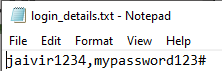 login_details.txt - Notepad
File Edit Format View Help
jaivir1234,mypassword123#